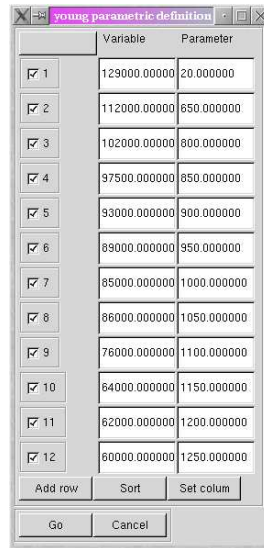 young parametric definition
Variable Parameter
1 129000.00000 20.000000
2 112000.00000 650.000000
3 102000.00000 800.000000
4 97500.000000 850.000000
5 93000.000000 900.000000
6 89000.000000 950.000000
7 85000.000000 1000.000000
8 86000.000000 1050.000000
9 76000.000000 1100.000000
10 64000.000000 1150.000000
11 62000.000000 1200.000000
12 60000.000000 1250.000000
Add row Sort Set colum
Go Cancel